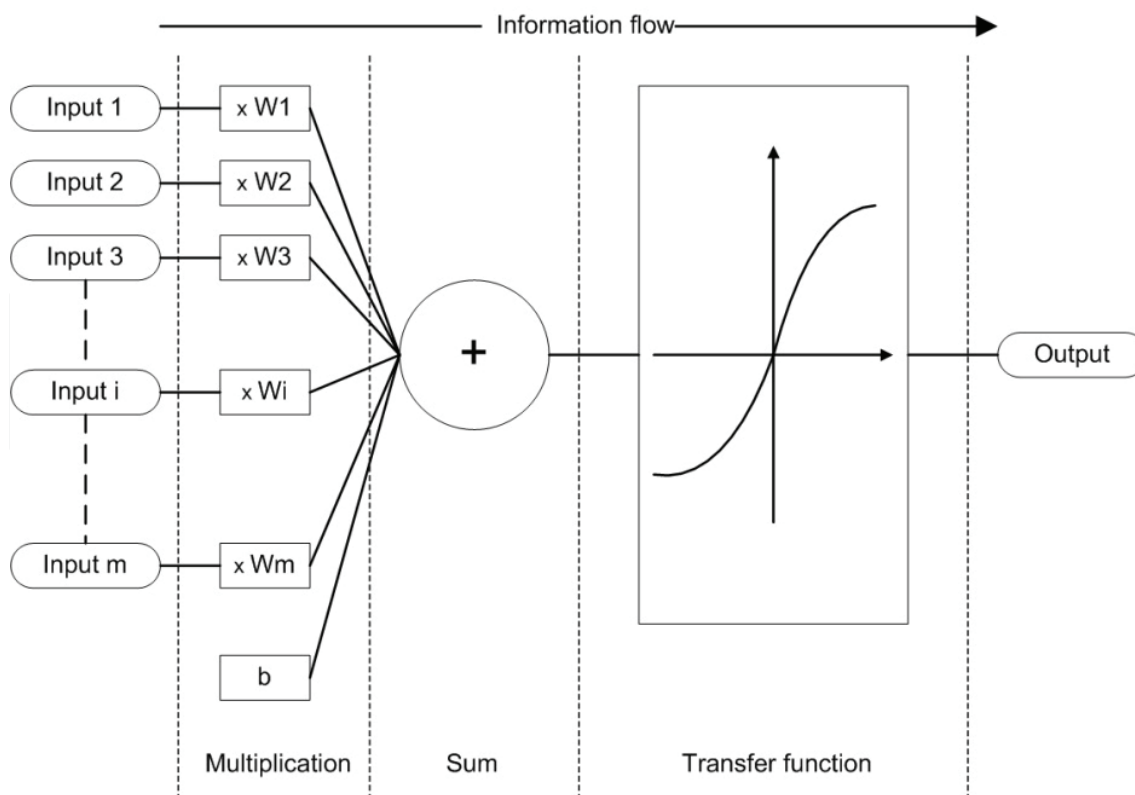 Information flow
Input 1
x W1
Input 2
x W2
Input 3
x W3
+
Output
Input i
x Wi
Input m
x Wm
b
Multiplication
Sum
Transfer function